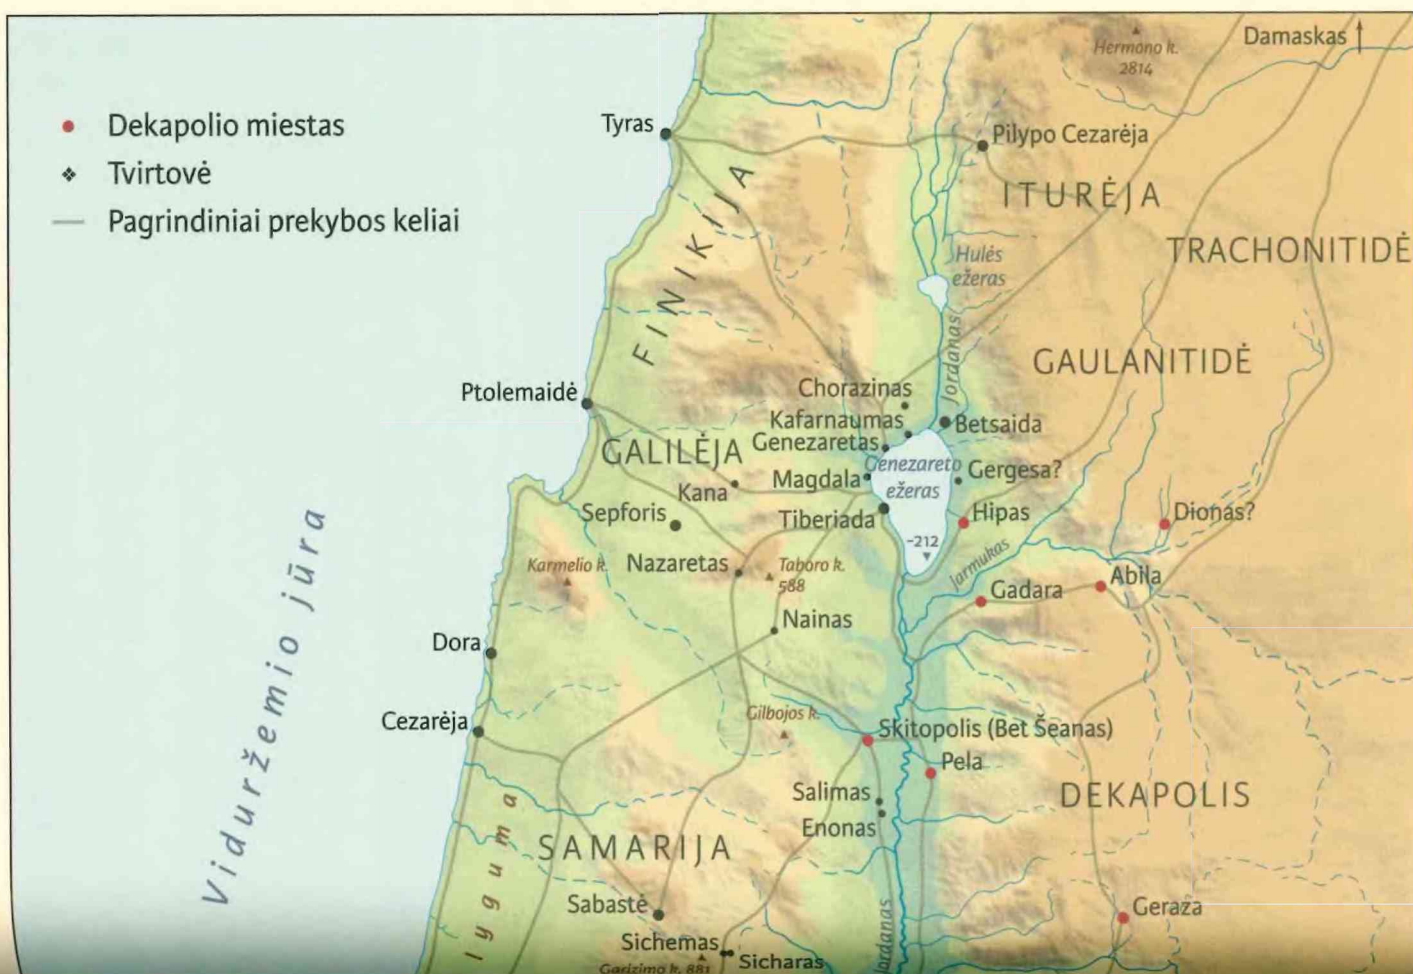 Dekapolio miestas
Tvirtovė
Pagrindiniai prekybos keliai
Hermono k.
2814
Damaskas
Tyras
Pilypo Cezarėja
ITURĖJA
FINIKIJA
TRACHONITIDĖ
Hulės
ežeras
Jordanas
GAULANITIDĖ
Ptolemaidė
Chorazinas
Kafarnaumas
Betsaida
GALILĖJA
Genezaretas
Genezareto
ežeras
Gergesa?
Magdala
Kana
Sepforis
Tiberiada
Hipas
Dionas?
-212
Jarmukas
Karmelio k.
Nazaretas
Taboro k.
588
Gadara
Abila
Nainas
Dora
Viduržemio jūra
Cezarėja
Gilbojos k.
Skitopolis (Bet Šeanas)
Pela
Salimas
Enonas
DEKAPOLIS
SAMARIJA
lyguma
Sabastė
Geraza
Jordanas
Sichemas
Sicharas
Garizimo k. 881